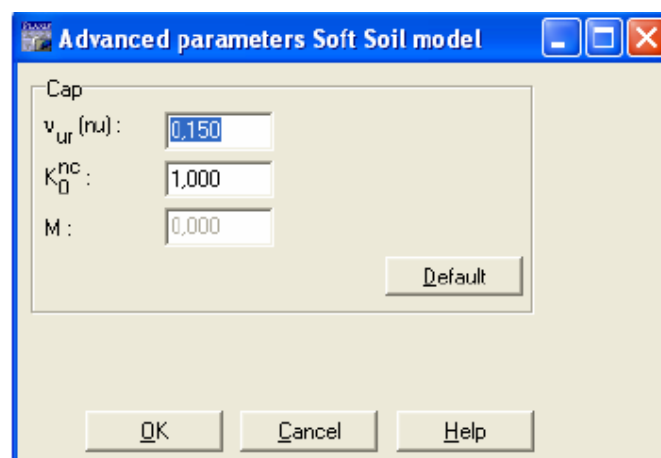 Advanced parameters Soft Soil model
Cap
νur (nu) : 0,150
K0nc : 1,000
M : 0,000
Default
OK Cancel Help